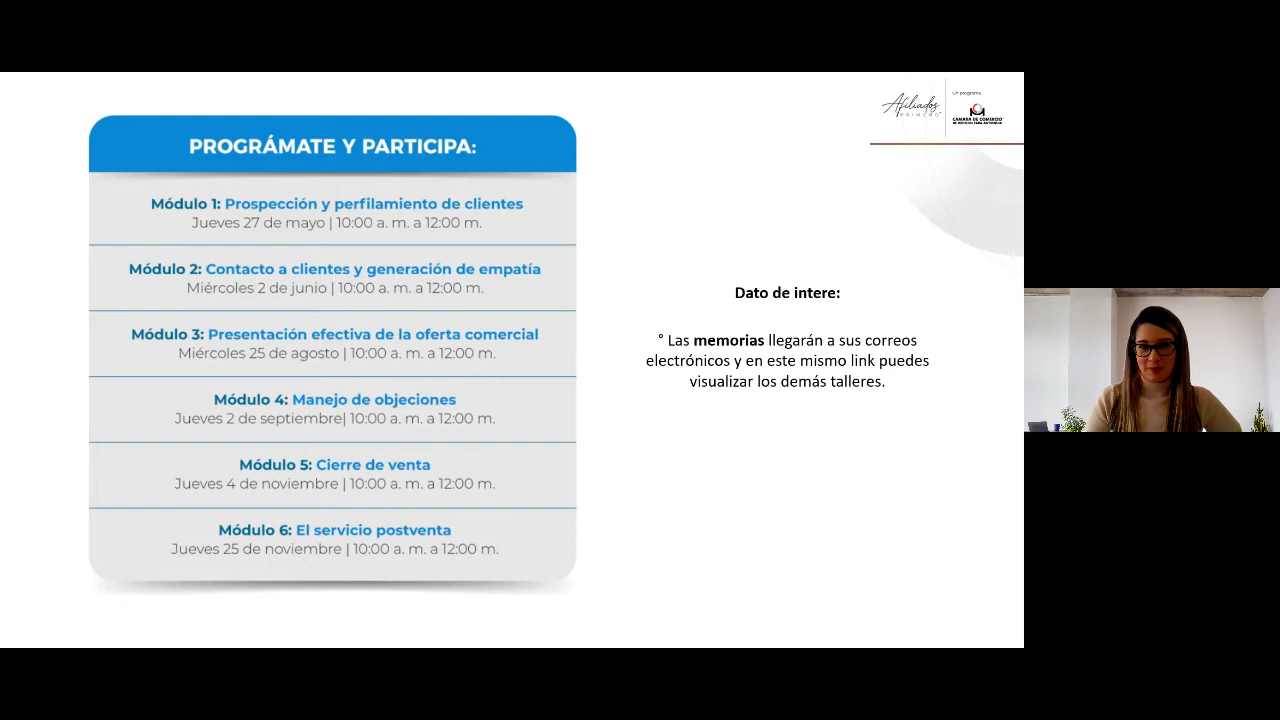 PROGRÁMATE Y PARTICIPA:
Módulo 1: Prospección y perfilamiento de clientes
Jueves 27 de mayo | 10:00 a. m. a 12:00 m.
Módulo 2: Contacto a clientes y generación de empatía
Miércoles 2 de junio | 10:00 a. m. a 12:00 m.
Módulo 3: Presentación efectiva de la oferta comercial
Miércoles 25 de agosto | 10:00 a. m. a 12:00 m.
Módulo 4: Manejo de objeciones
Jueves 2 de septiembre| 10:00 a. m. a 12:00 m.
Módulo 5: Cierre de venta
Jueves 4 de noviembre | 10:00 a. m. a 12:00 m.
Módulo 6: El servicio postventa
Jueves 25 de noviembre | 10:00 a. m. a 12:00 m.
Afiliados
PRIMERO
Un programa
CÁMARA DE COMERCIO
DE MEDELLÍN PARA ANTIOQUIA
Dato de intere:
° Las memorias llegarán a sus correos
electrónicos y en este mismo link puedes
visualizar los demás talleres.